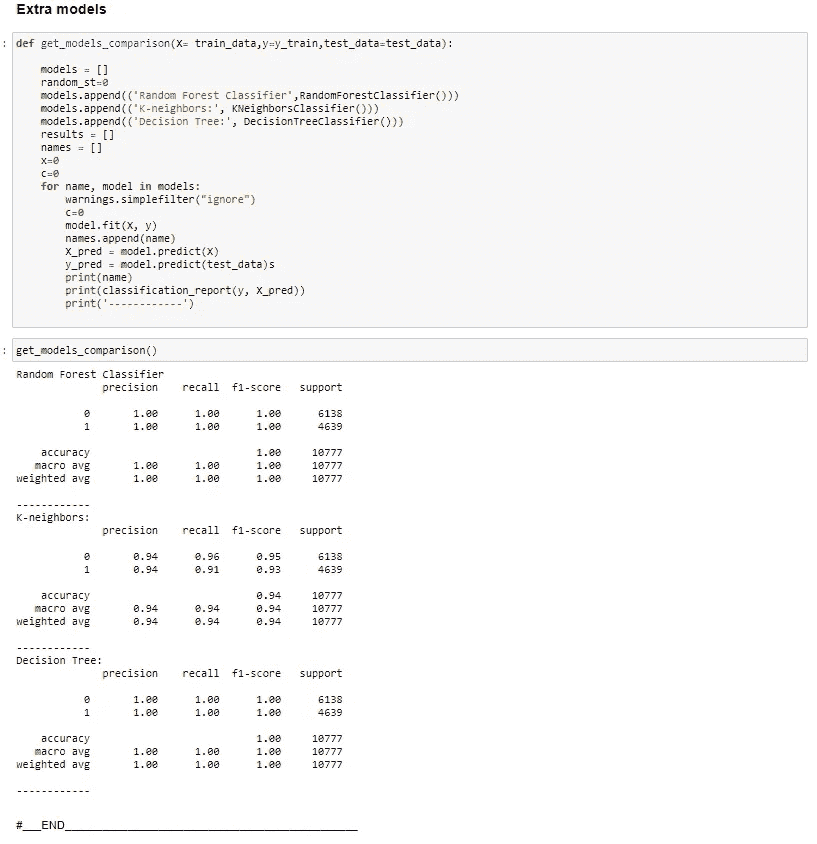 Extra models
: def get_models_comparison(X= train_data,y=y_train,test_data=test_data):
models = []
random_st=0
models.append(('Random Forest Classifier',RandomForestClassifier()))
models.append(('K-neighbors:', KNeighborsClassifier()))
models.append(('Decision Tree:', DecisionTreeClassifier()))
results = []
names = []
x=0
c=0
for name, model in models:
warnings.simplefilter("ignore")
c=0
model.fit(X, y)
names.append(name)
X_pred = model.predict(X)
y_pred = model.predict(test_data)s
print(name)
print(classification_report(y, X_pred))
print('------------')
: get_models_comparison()
Random Forest Classifier
precision recall f1-score support
0 1.00 1.00 1.00 6138
1 1.00 1.00 1.00 4639
accuracy 1.00 10777
macro avg 1.00 1.00 1.00 10777
weighted avg 1.00 1.00 1.00 10777
------------
K-neighbors:
precision recall f1-score support
0 0.94 0.96 0.95 6138
1 0.94 0.91 0.93 4639
accuracy 0.94 10777
macro avg 0.94 0.94 0.94 10777
weighted avg 0.94 0.94 0.94 10777
------------
Decision Tree:
precision recall f1-score support
0 1.00 1.00 1.00 6138
1 1.00 1.00 1.00 4639
accuracy 1.00 10777
macro avg 1.00 1.00 1.00 10777
weighted avg 1.00 1.00 1.00 10777
------------
#___END______________________________________________